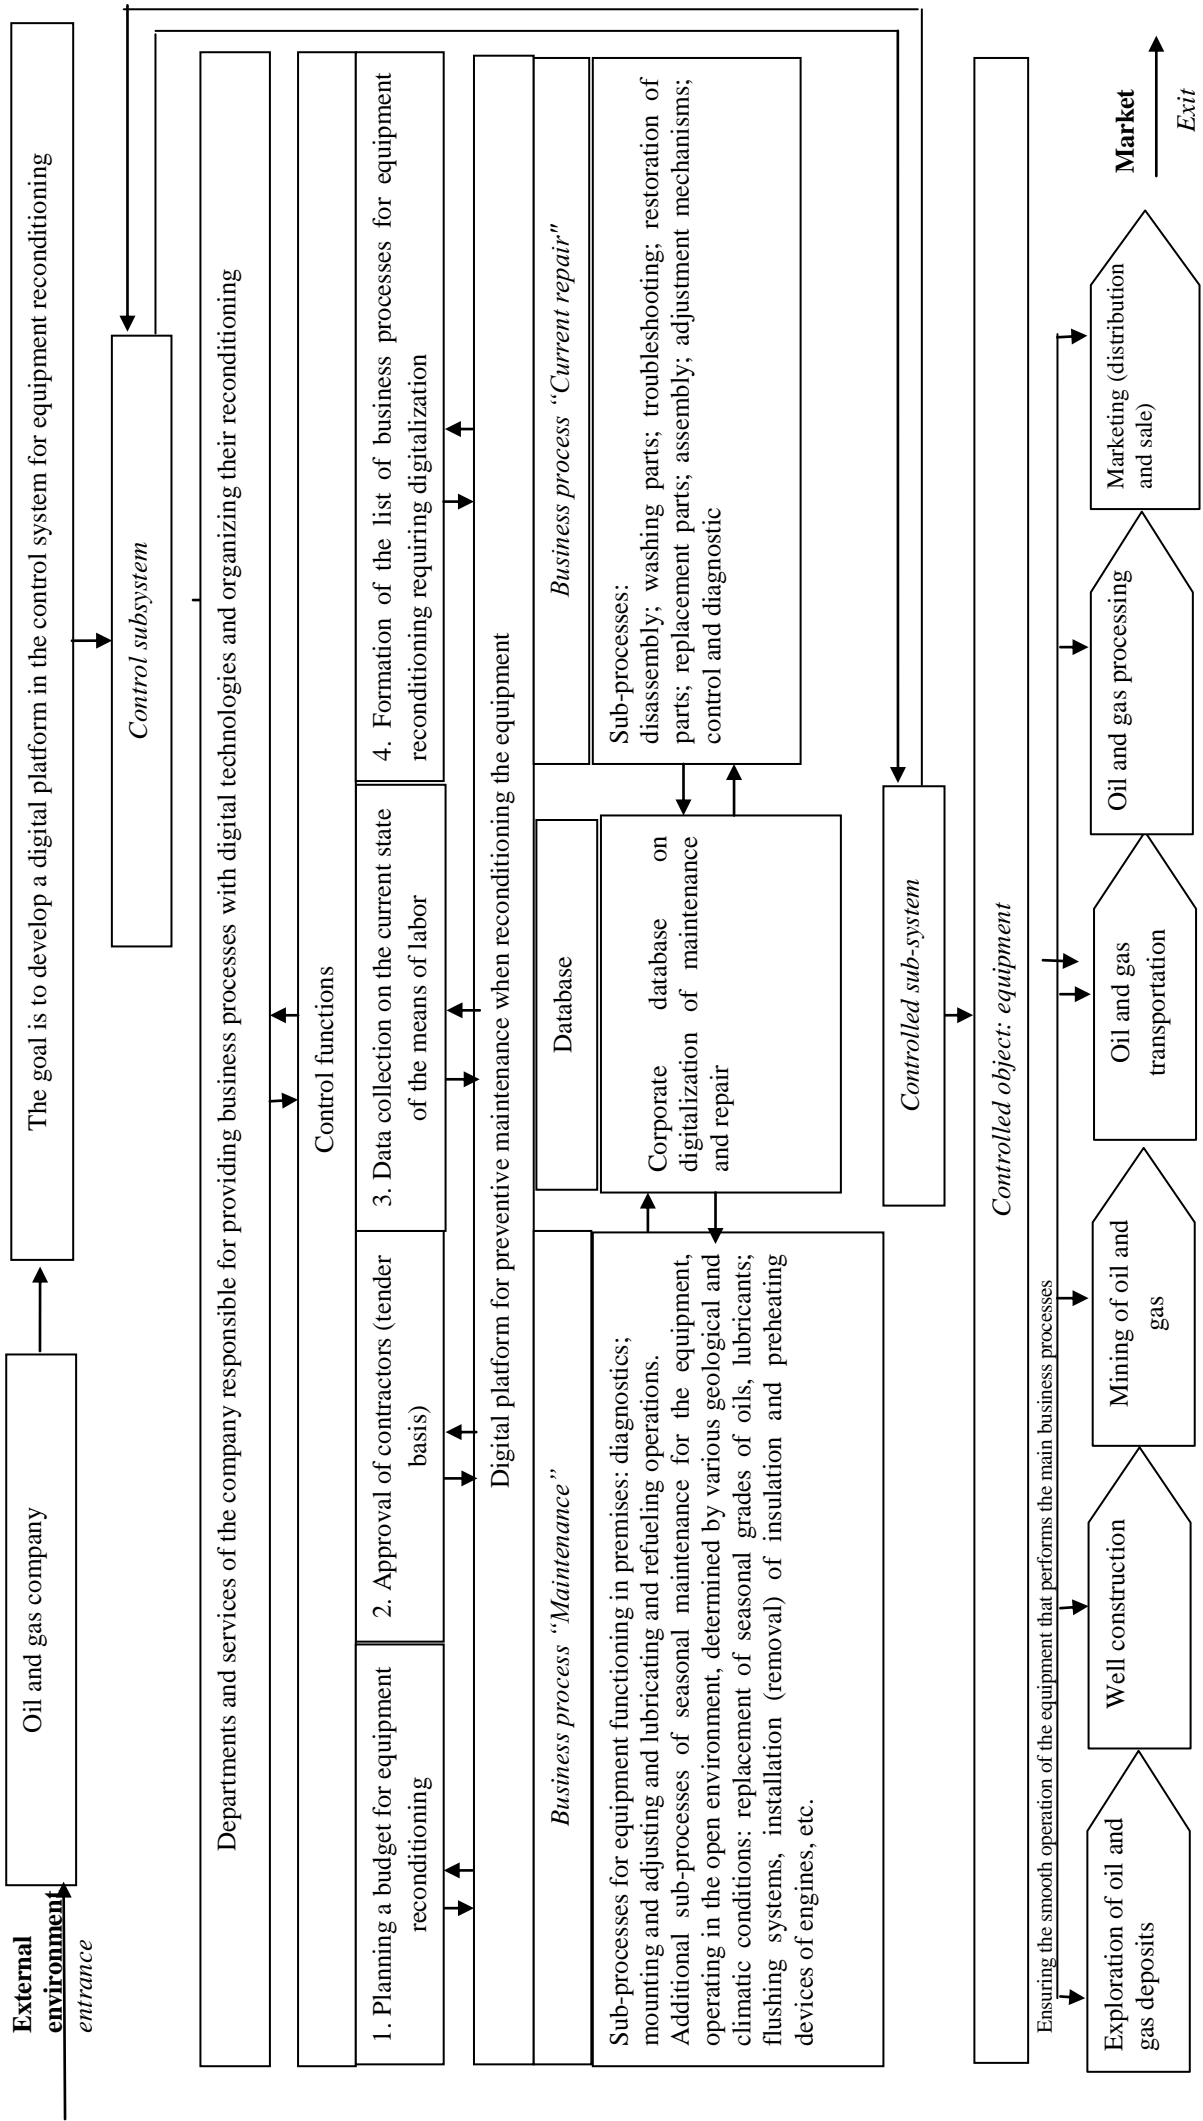 External
environment
entrance
Oil and gas company
The goal is to develop a digital platform in the control system for equipment reconditioning
Control subsystem
Departments and services of the company responsible for providing business processes with digital technologies and organizing their reconditioning
Control functions
1. Planning a budget for equipment
reconditioning
2. Approval of contractors (tender
basis)
3. Data collection on the current state
of the means of labor
4. Formation of the list of business processes for equipment
reconditioning requiring digitalization
Digital platform for preventive maintenance when reconditioning the equipment
Business process “Maintenance”
Sub-processes for equipment functioning in premises: diagnostics;
mounting and adjusting and lubricating and refueling operations.
Additional sub-processes of seasonal maintenance for the equipment,
operating in the open environment, determined by various geological and
climatic conditions: replacement of seasonal grades of oils, lubricants;
flushing systems, installation (removal) of insulation and preheating
devices of engines, etc.
Database
Corporate database on
digitalization of maintenance
and repair
Business process “Current repair"
Sub-processes:
disassembly; washing parts; troubleshooting; restoration of
parts; replacement parts; assembly; adjustment mechanisms;
control and diagnostic
Controlled sub-system
Controlled object: equipment
Ensuring the smooth operation of the equipment that performs the main business processes
Exploration of oil and
gas deposits
Well construction
Mining of oil and
gas
Oil and gas
transportation
Oil and gas processing
Marketing (distribution
and sale)
Market
Exit